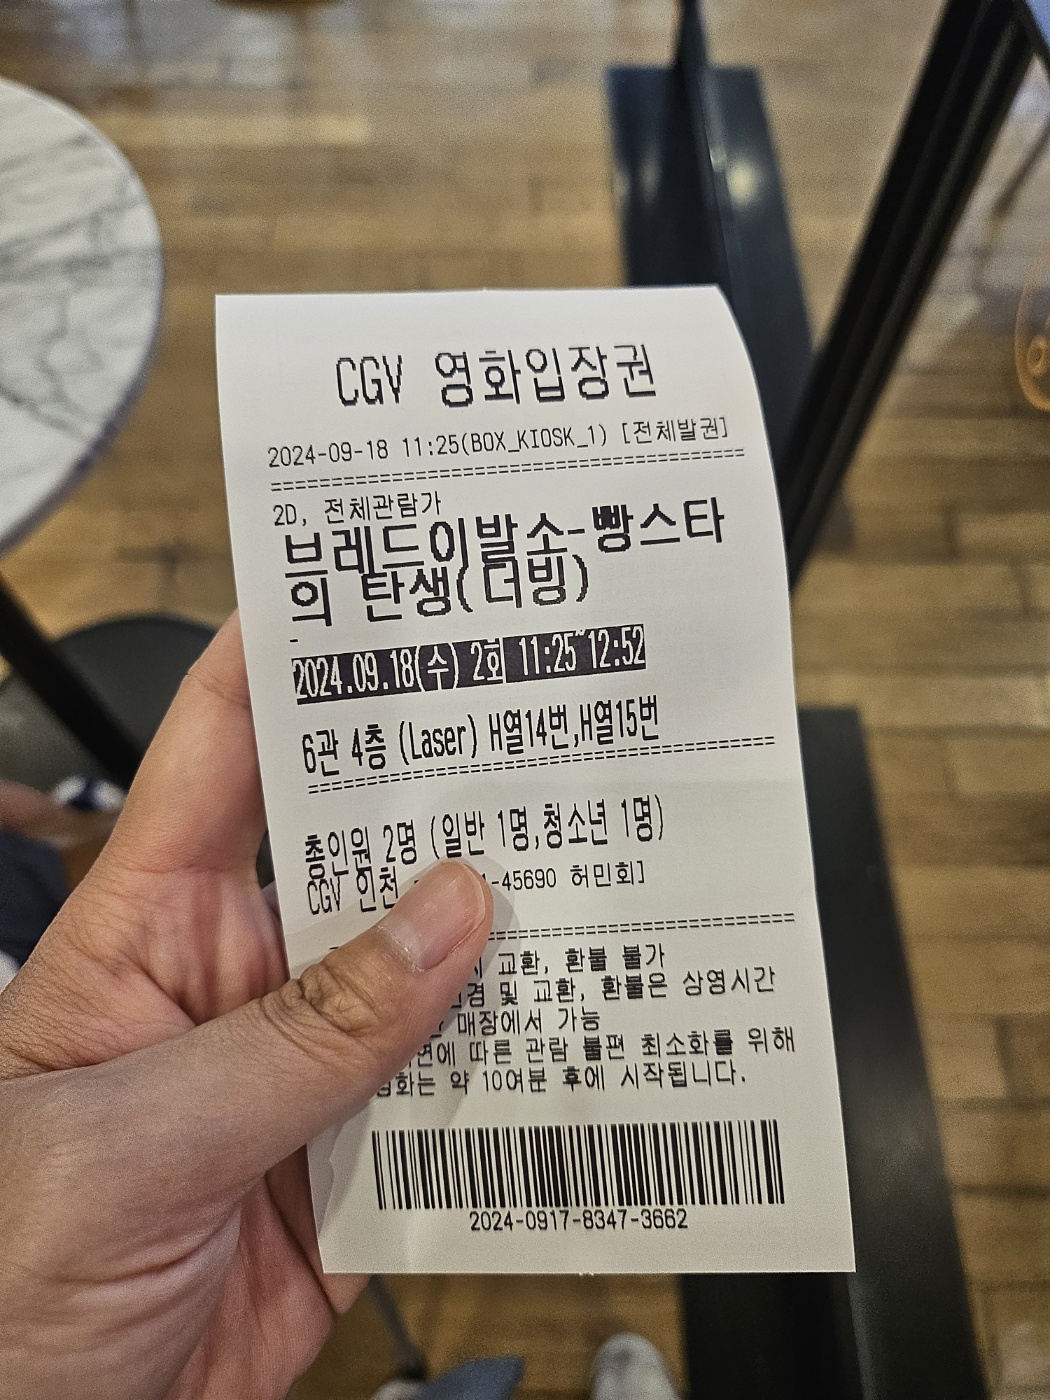 CGV 영화입장권
2024-09-18 11:25(BOX_KIOSK_1) [전체발권]
2D, 전체관람가
브레드이발소-빵스타
의 탄생(더빙)
-
2024.09.18(수) 2회 11:25~12:52
6관 4층 (Laser) H열14번,H열15번
총인원 2명 (일반 1명,청소년 1명)
CGV 인천 -45690 허민회]
교환, 환불 불가
및 교환, 환불은 상영시간
매장에서 가능
따른 관람 불편 최소화를 위해
약 10여분 후에 시작됩니다.
2024-0917-8347-3662